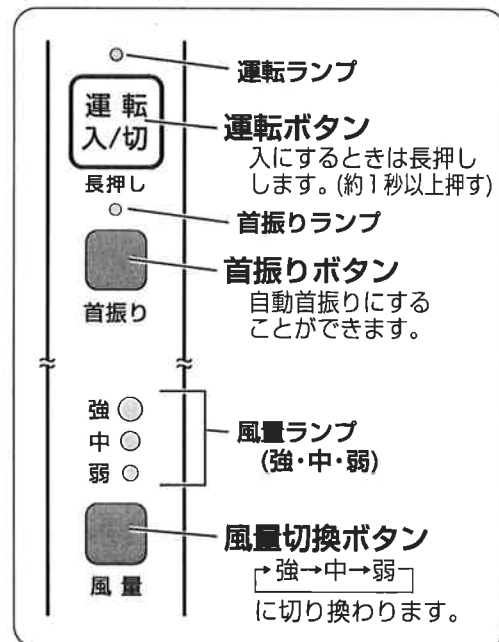 運転ランプ
運転
入/切
長押し
運転ボタン
入にするときは長押し
します。(約1秒以上押す)
首振りランプ
首振りボタン
自動首振りにする
ことができます。
首振り
強
中
弱
風量ランプ
(強・中・弱)
風量切換ボタン
→強→中→弱
に切り換わります。
風量